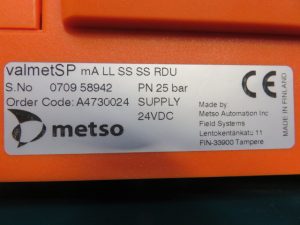 valmetSP mA LL SS SS RDU
S.No 0709 58942 PN 25 bar
Order Code: A4730024 SUPPLY
24VDC
metso
Made by
Metso Automation Inc
Field Systems
Lentokentänkatu 11
FIN-33900 Tampere
CE
MADE IN FINLAND